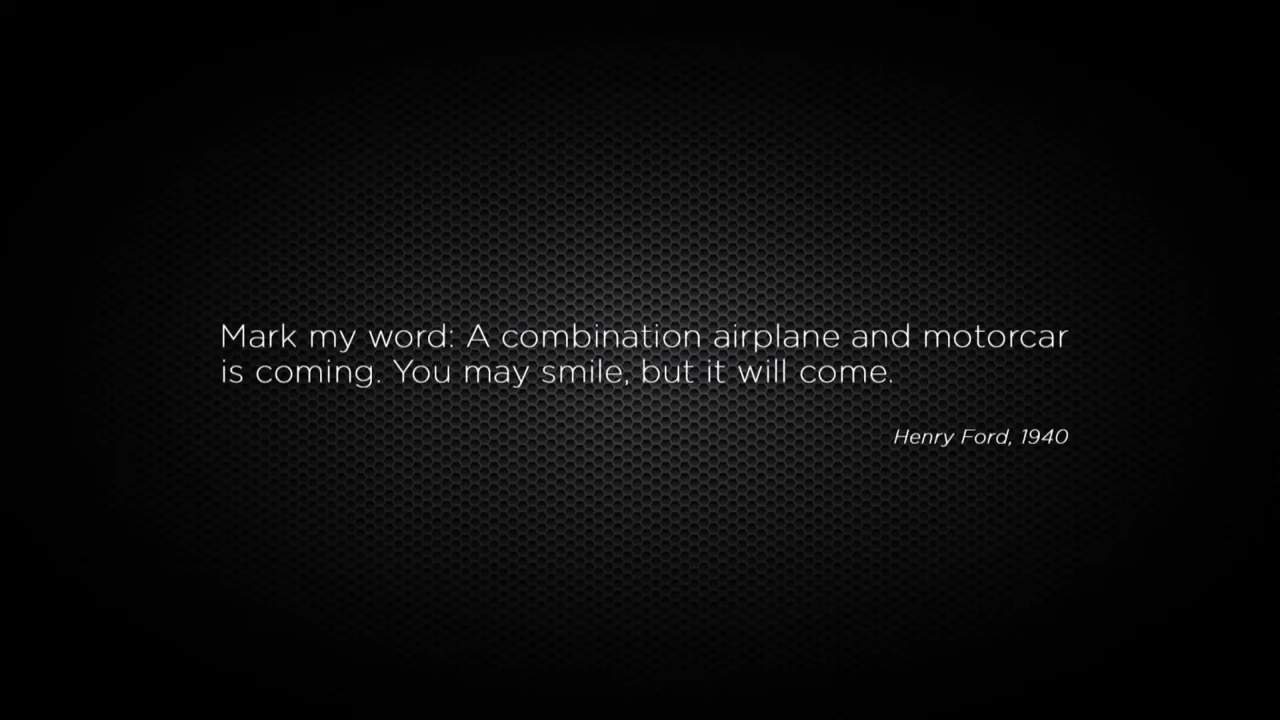 Mark my word: A combination airplane and motorcar
is coming. You may smile, but it will come.
Henry Ford, 1940